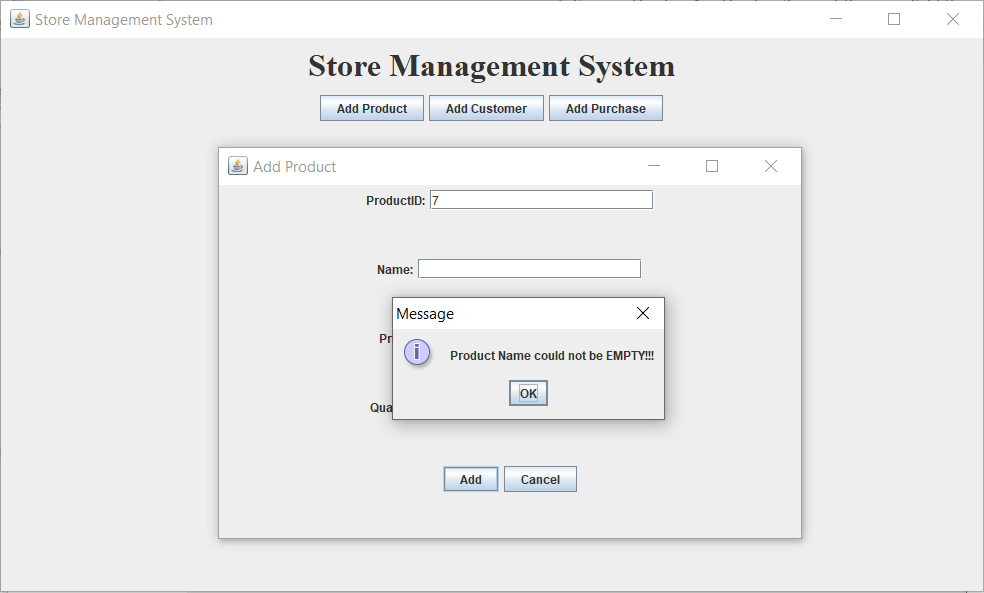 Store Management System
Store Management System
Add Product Add Customer Add Purchase
Add Product
ProductID: 7
Name:
Message
Product Name could not be EMPTY!!!
OK
Add Cancel